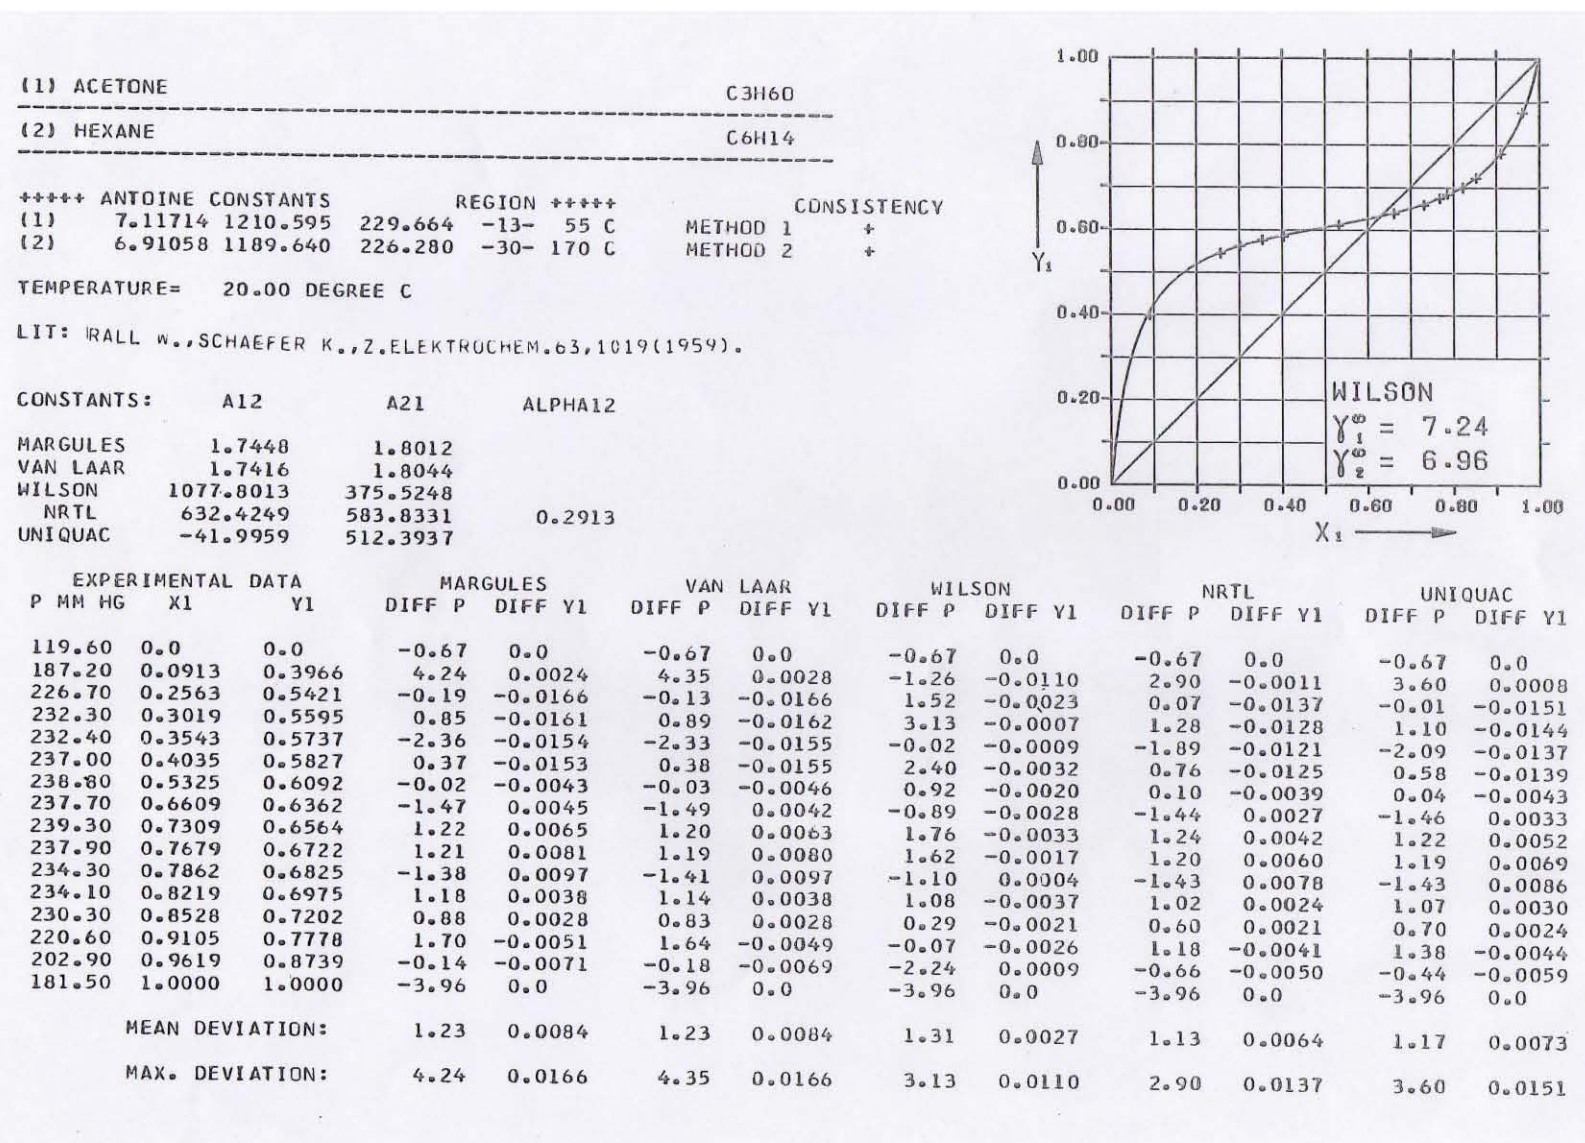 (1) ACETONE C3H6O
(2) HEXANE C6H14
+++++ ANTOINE CONSTANTS REGION +++++ CONSISTENCY
(1) 7.11714 1210.595 229.664 -13- 55 C METHOD 1 +
(2) 6.91058 1189.640 226.280 -30- 170 C METHOD 2 +
TEMPERATURE= 20.00 DEGREE C
LIT: RALL W.,SCHAEFER K.,Z.ELEKTROCHEM.63,1019(1959).
CONSTANTS: A12 A21 ALPHA12
MARGULES 1.7448 1.8012
VAN LAAR 1.7416 1.8044
WILSON 1077.8013 375.5248
NRTL 632.4249 583.8331 0.2913
UNIQUAC -41.9959 512.3937
1.00
0.80
0.60
Y1
0.40
0.20
0.00
0.00 0.20 0.40 0.60 0.80 1.00
X1
WILSON
γ1∞ = 7.24
γ2∞ = 6.96
EXPERIMENTAL DATA MARGULES VAN LAAR WILSON NRTL UNIQUAC
P MM HG X1 Y1 DIFF P DIFF Y1 DIFF P DIFF Y1 DIFF P DIFF Y1 DIFF P DIFF Y1 DIFF P DIFF Y1
119.60 0.0 0.0 -0.67 0.0 -0.67 0.0 -0.67 0.0 -0.67 0.0 -0.67 0.0
187.20 0.0913 0.3966 4.24 0.0024 4.35 0.0028 -1.26 -0.0110 2.90 -0.0011 3.60 0.0008
226.70 0.2563 0.5421 -0.19 -0.0166 -0.13 -0.0166 1.52 -0.0023 0.07 -0.0137 -0.01 -0.0151
232.30 0.3019 0.5595 0.85 -0.0161 0.89 -0.0162 3.13 -0.0007 1.28 -0.0128 1.10 -0.0144
232.40 0.3543 0.5737 -2.36 -0.0154 -2.33 -0.0155 -0.02 -0.0009 -1.89 -0.0121 -2.09 -0.0137
237.00 0.4035 0.5827 0.37 -0.0153 0.38 -0.0155 2.40 -0.0032 0.76 -0.0125 0.58 -0.0139
238.80 0.5325 0.6092 -0.02 -0.0043 -0.03 -0.0046 0.92 -0.0020 0.10 -0.0039 0.04 -0.0043
237.70 0.6609 0.6362 -1.47 0.0045 -1.49 0.0042 -0.89 -0.0028 -1.44 0.0027 -1.46 0.0033
239.30 0.7309 0.6564 1.22 0.0065 1.20 0.0063 1.76 -0.0033 1.24 0.0042 1.22 0.0052
237.90 0.7679 0.6722 1.21 0.0081 1.19 0.0080 1.62 -0.0017 1.20 0.0060 1.19 0.0069
234.30 0.7862 0.6825 -1.38 0.0097 -1.41 0.0097 -1.10 0.0004 -1.43 0.0078 -1.43 0.0086
234.10 0.8219 0.6975 1.18 0.0038 1.14 0.0038 1.08 -0.0037 1.02 0.0024 1.07 0.0030
230.30 0.8528 0.7202 0.88 0.0028 0.83 0.0028 0.29 -0.0021 0.60 0.0021 0.70 0.0024
220.60 0.9105 0.7778 1.70 -0.0051 1.64 -0.0049 -0.07 -0.0026 1.18 -0.0041 1.38 -0.0044
202.90 0.9619 0.8739 -0.14 -0.0071 -0.18 -0.0069 -2.24 0.0009 -0.66 -0.0050 -0.44 -0.0059
181.50 1.0000 1.0000 -3.96 0.0 -3.96 0.0 -3.96 0.0 -3.96 0.0 -3.96 0.0
MEAN DEVIATION: 1.23 0.0084 1.23 0.0084 1.31 0.0027 1.13 0.0064 1.17 0.0073
MAX. DEVIATION: 4.24 0.0166 4.35 0.0166 3.13 0.0110 2.90 0.0137 3.60 0.0151